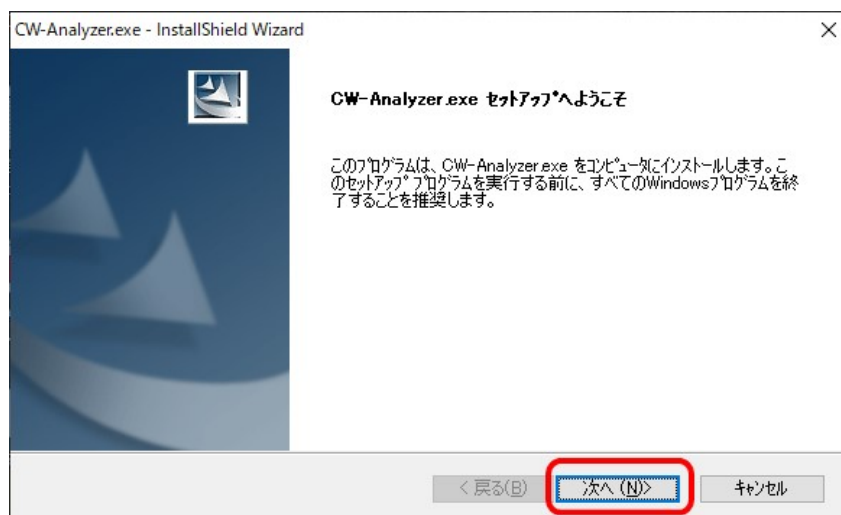 CW-Analyzer.exe - InstallShield Wizard
CW-Analyzer.exe ｾｯﾄｱｯﾌﾟへようこそ
このﾌﾟﾛｸﾞﾗﾑは、CW-Analyzer.exe をｺﾝﾋﾟｭｰﾀにｲﾝｽﾄｰﾙします。こ
のｾｯﾄｱｯﾌﾟ ﾌﾟﾛｸﾞﾗﾑを実行する前に、すべてのWindowsﾌﾟﾛｸﾞﾗﾑを終
了することを推奨します。
< 戻る(B)
次へ (N)>
ｷｬﾝｾﾙ